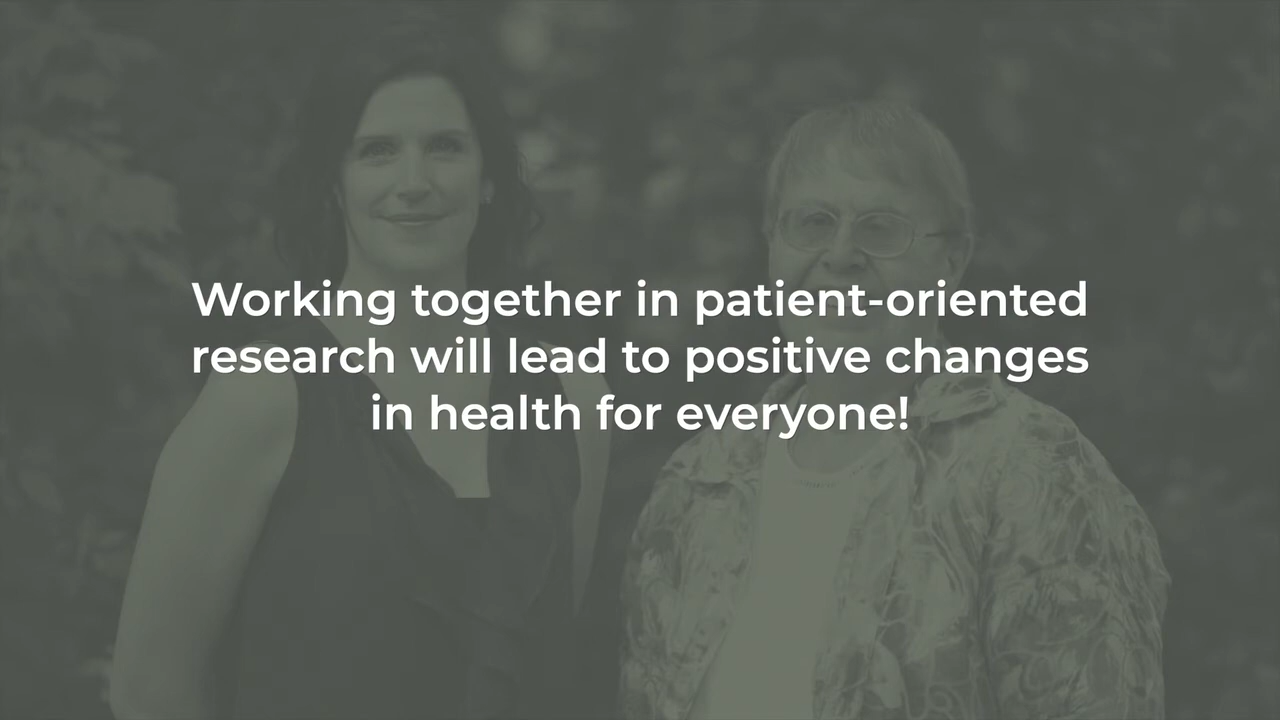 Working together in patient-oriented
research will lead to positive changes
in health for everyone!